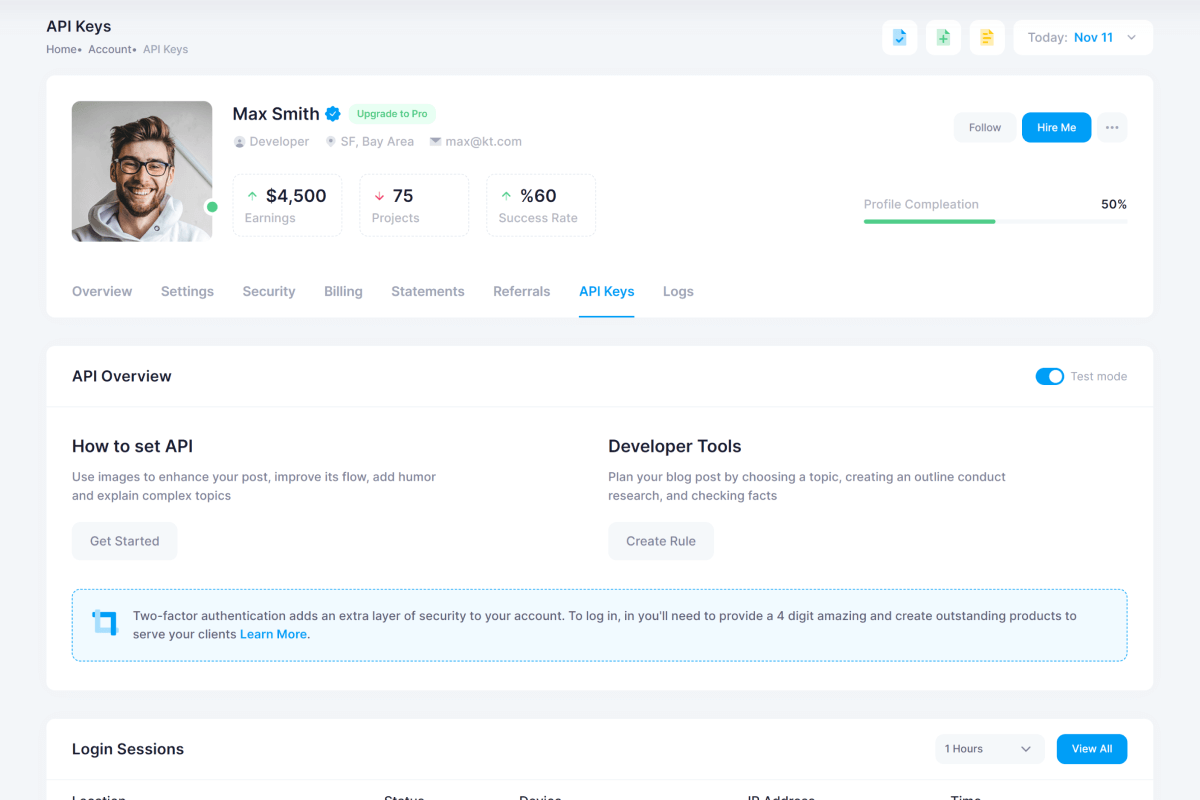 API Keys
Home• Account• API Keys
Today: Nov 11
Max Smith Upgrade to Pro
Developer SF, Bay Area max@kt.com
Follow Hire Me
$4,500 75 %60
Earnings Projects Success Rate
Profile Compleation 50%
Overview Settings Security Billing Statements Referrals API Keys Logs
API Overview Test mode
How to set API
Use images to enhance your post, improve its flow, add humor
and explain complex topics
Get Started
Developer Tools
Plan your blog post by choosing a topic, creating an outline conduct
research, and checking facts
Create Rule
Two-factor authentication adds an extra layer of security to your account. To log in, in you'll need to provide a 4 digit amazing and create outstanding products to
serve your clients Learn More.
Login Sessions 1 Hours View All
Location Status Device IP Address Time